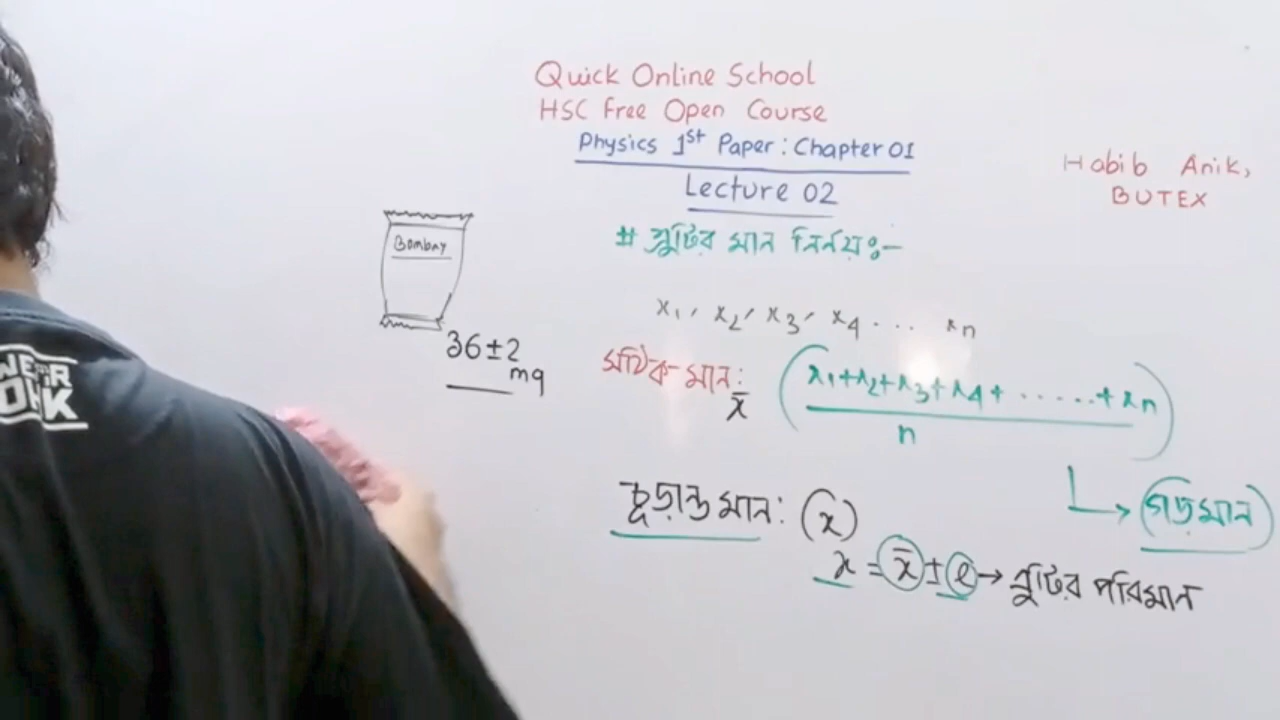 Quick Online School
HSC Free Open Course
Physics 1st Paper: Chapter 01
Lecture 02
Habib Anik,
BUTEX
# ত্রুটির মান নির্নয়ঃ-
Bombay
36±2
mg
x₁, x₂, x₃, x₄ ... xₙ
সঠিক মান: x̄ (x₁+x₂+x₃+x₄+ ...... + xₙ / n)
→ (গড়মান)
চূড়ান্ত মান: (x)
x = x̄ ± e → ত্রুটির পরিমান